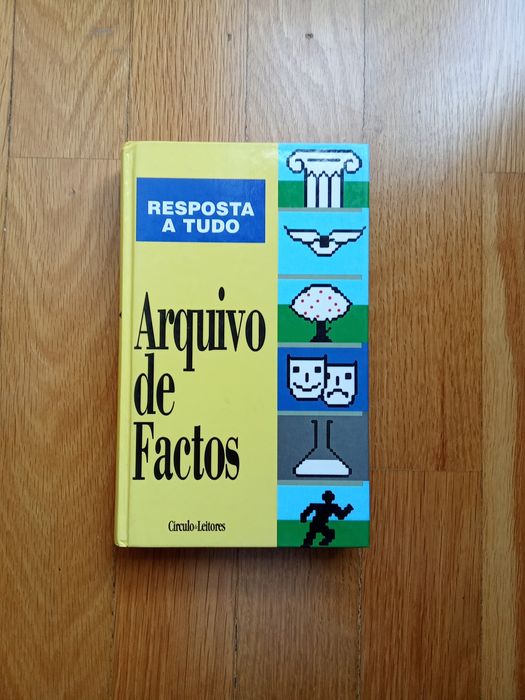 RESPOSTA
A TUDO
Arquivo
de
Factos
Círculo de Leitores